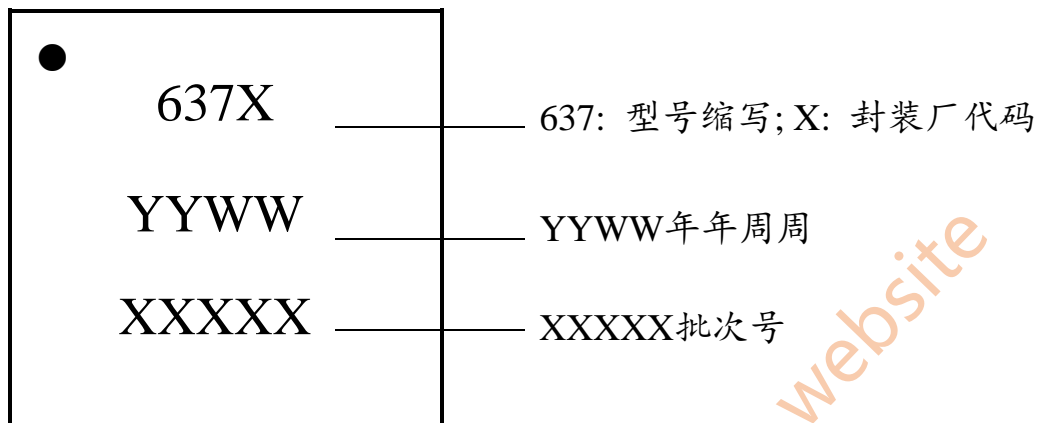 637X
637: 型号缩写; X: 封装厂代码
YYWW
YYWW年年周周
XXXXX
XXXXX批次号
website